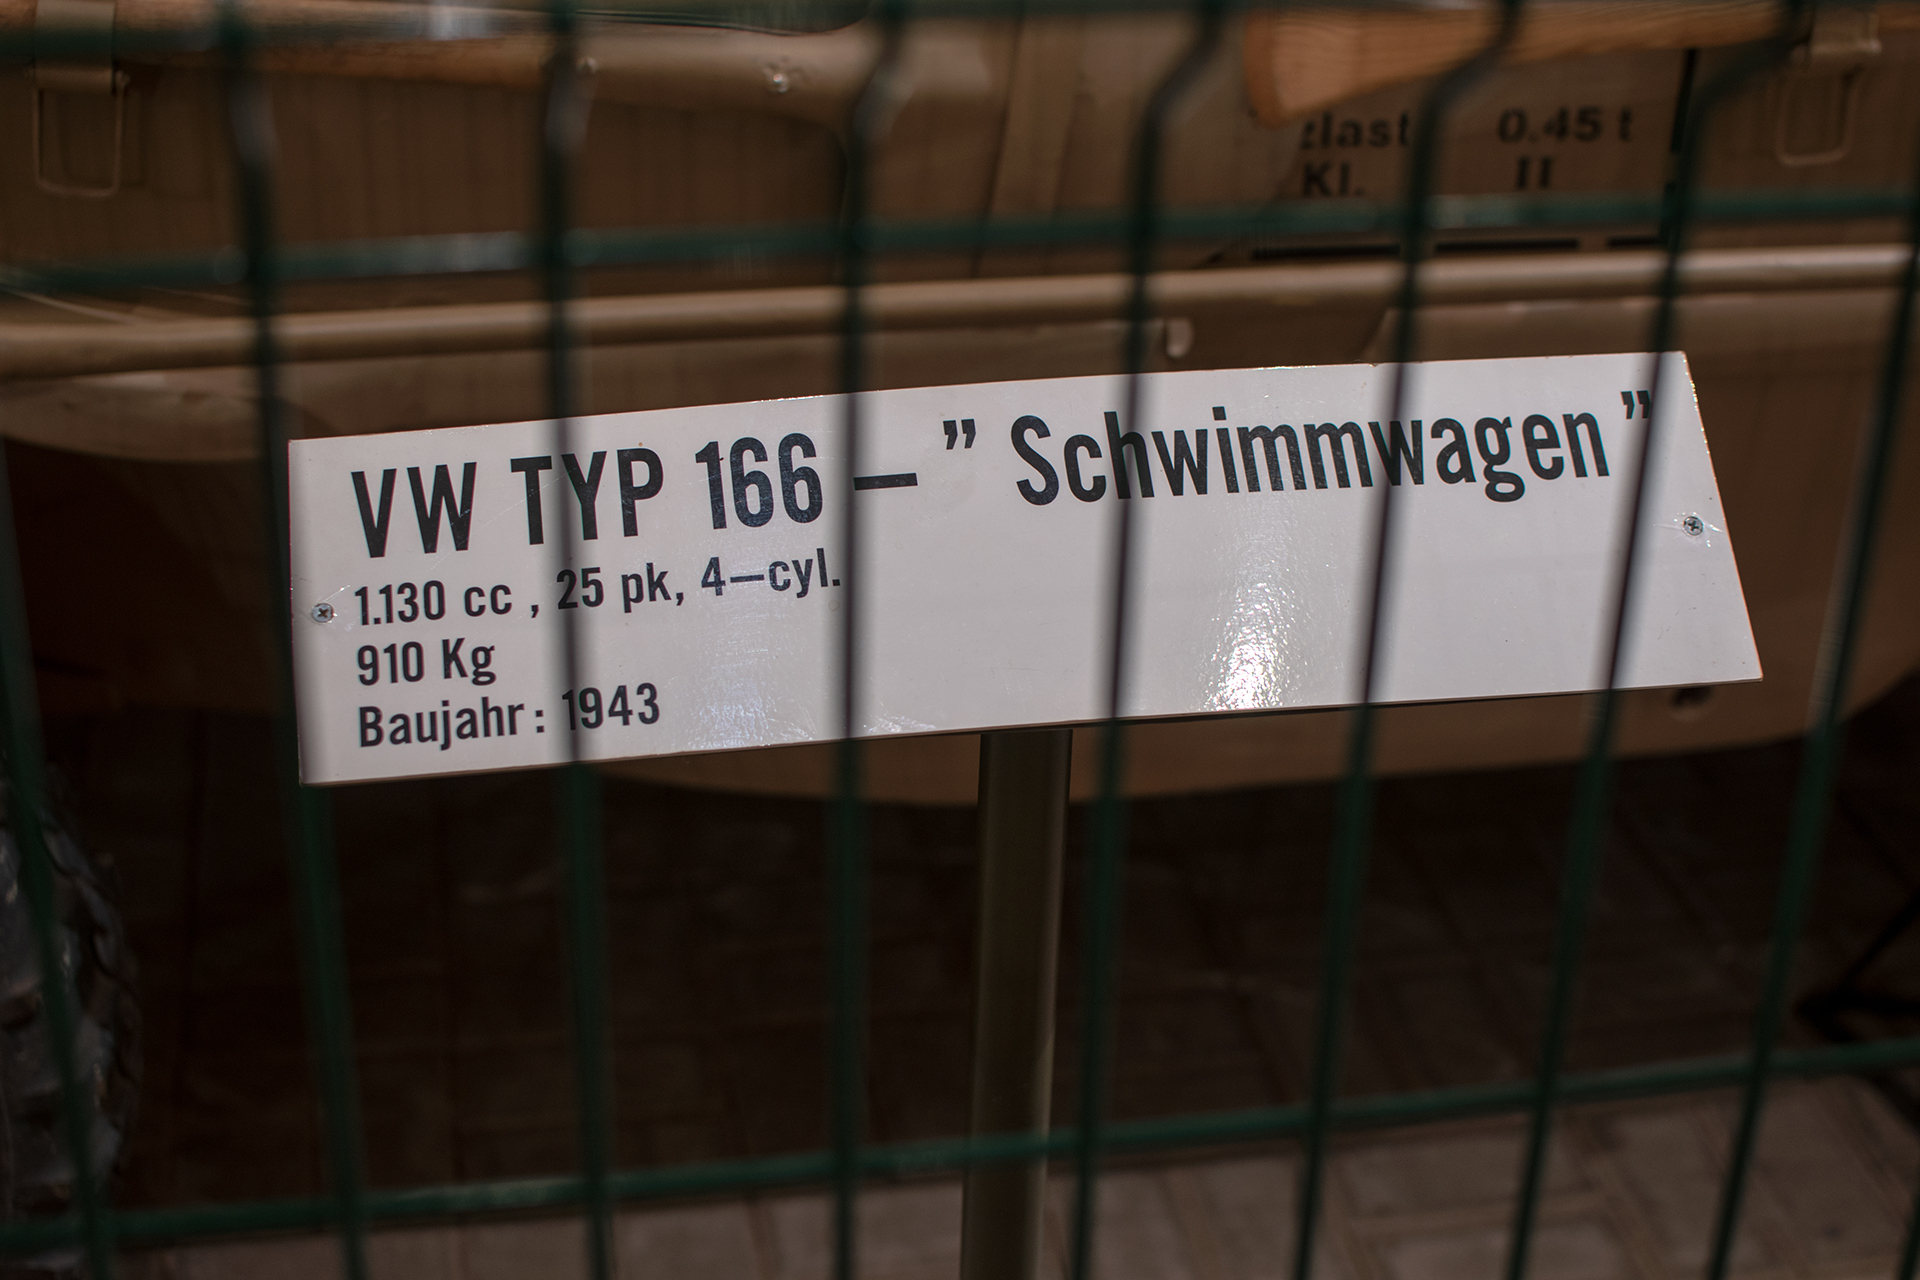 0.45 t
Kl. II
VW TYP 166 – ” Schwimmwagen ”
1.130 cc , 25 pk, 4–cyl.
910 Kg
Baujahr : 1943